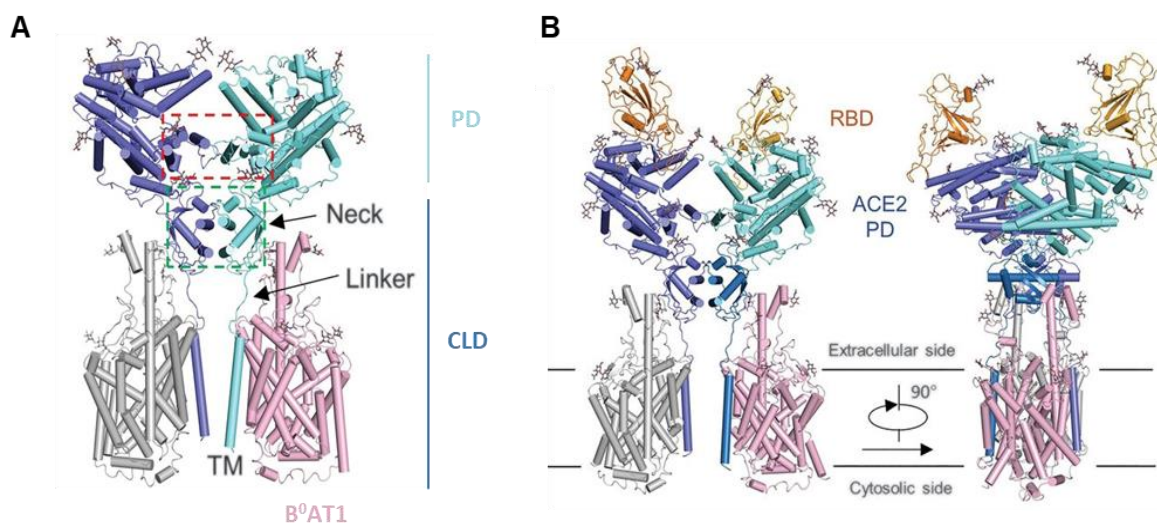 A
PD
Neck
Linker
CLD
TM
B⁰AT1
B
RBD
ACE2
PD
Extracellular side
90°
Cytosolic side